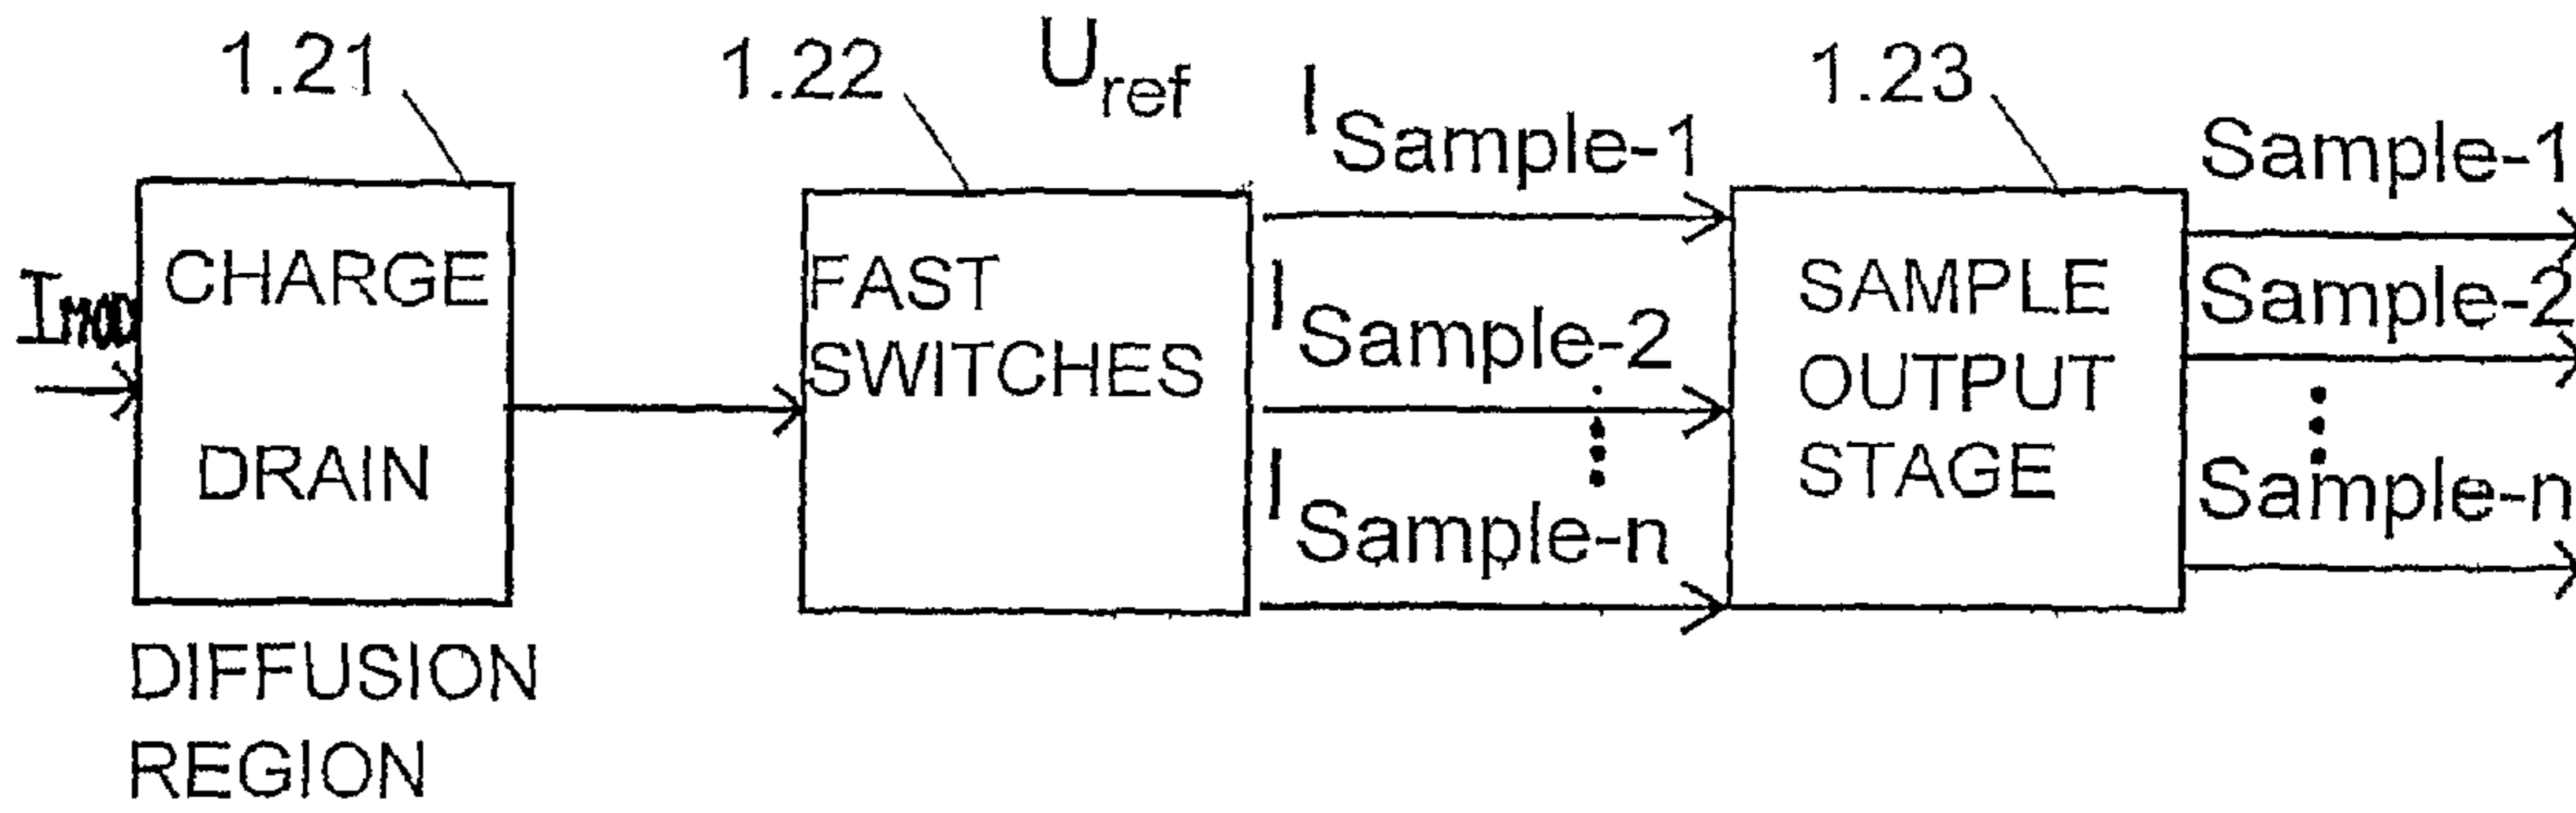 1.21
1.22
U_ref
1.23
I_MOD
CHARGE
DRAIN
DIFFUSION
REGION
FAST
SWITCHES
I_Sample-1
I_Sample-2
I_Sample-n
SAMPLE
OUTPUT
STAGE
Sample-1
Sample-2
Sample-n